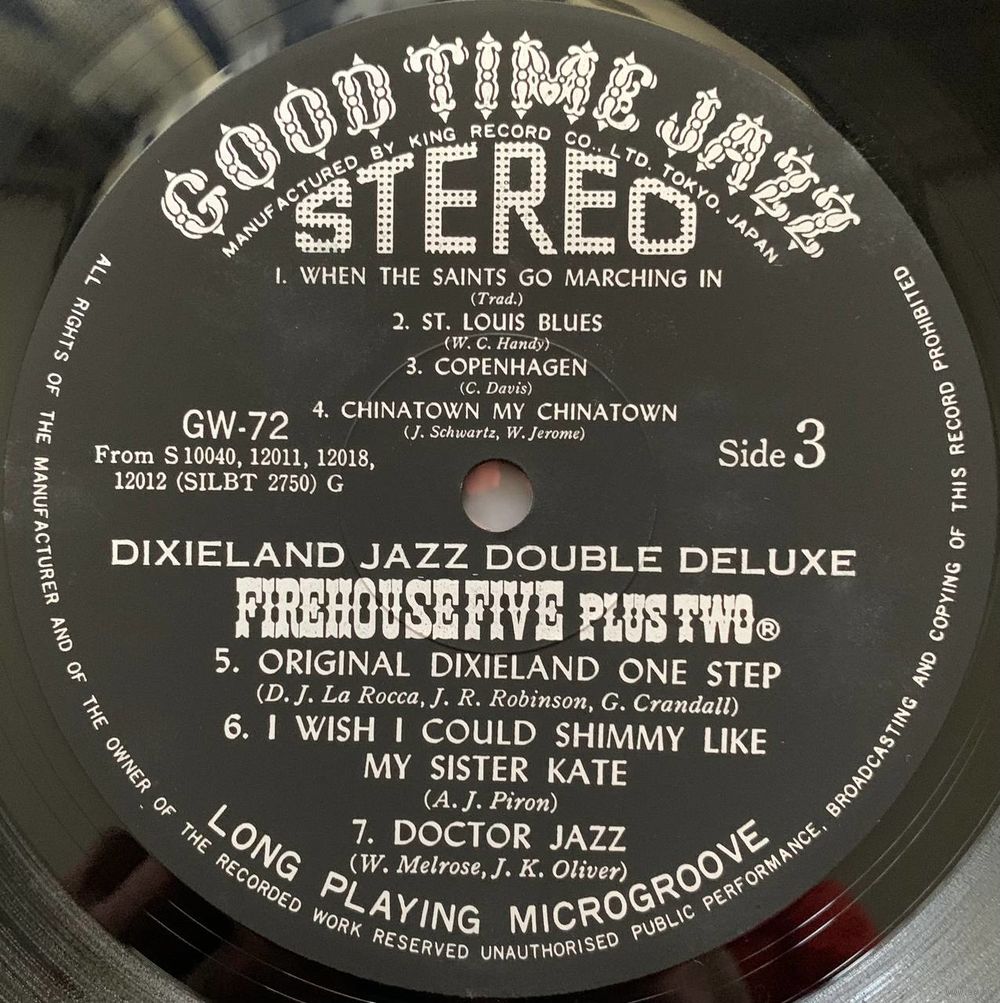 GOOD TIME JAZZ
MANUFACTURED BY KING RECORD CO., LTD. TOKYO, JAPAN
STEREO
1. WHEN THE SAINTS GO MARCHING IN
(Trad.)
2. ST. LOUIS BLUES
(W. C. Handy)
3. COPENHAGEN
(C. Davis)
4. CHINATOWN MY CHINATOWN
(J. Schwartz, W. Jerome)
GW-72
From S 10040, 12011, 12018,
12012 (SILBT 2750) G
Side 3
DIXIELAND JAZZ DOUBLE DELUXE
FIREHOUSE FIVE PLUS TWO®
5. ORIGINAL DIXIELAND ONE STEP
(D. J. La Rocca, J. R. Robinson, G. Crandall)
6. I WISH I COULD SHIMMY LIKE
MY SISTER KATE
(A. J. Piron)
7. DOCTOR JAZZ
(W. Melrose, J. K. Oliver)
LONG PLAYING MICROGROOVE
ALL RIGHTS OF THE MANUFACTURER AND OF THE OWNER OF THE RECORDED WORK RESERVED UNAUTHORISED PUBLIC PERFORMANCE, BROADCASTING AND COPYING OF THIS RECORD PROHIBITED